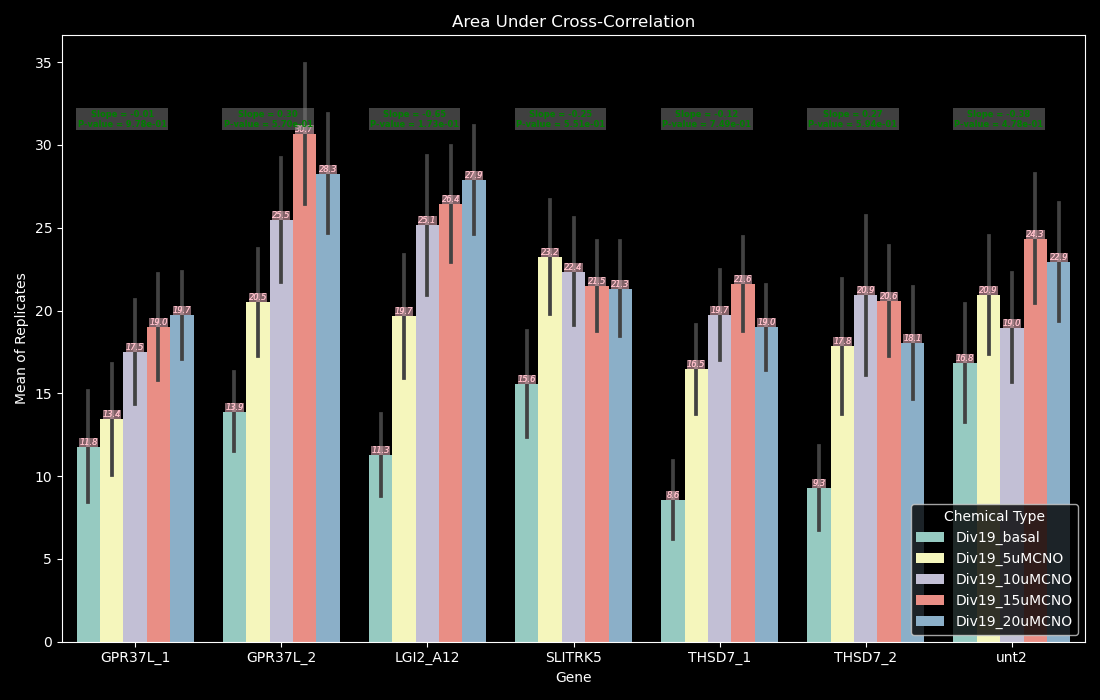 Area Under Cross-Correlation
Mean of Replicates
35
30
25
20
15
10
5
0
11.8
13.4
17.5
19.0
19.7
13.9
20.5
25.5
30.7
28.3
11.3
19.7
25.1
26.4
27.9
15.6
23.2
22.4
21.5
21.3
8.6
16.5
19.7
21.6
19.0
9.3
17.8
20.9
20.6
18.1
16.8
20.9
19.0
24.3
22.9
Chemical Type
Div19_basal
Div19_5uMCNO
Div19_10uMCNO
Div19_15uMCNO
Div19_20uMCNO
GPR37L_1
GPR37L_2
LGI2_A12
SLITRK5
THSD7_1
THSD7_2
unt2
Gene